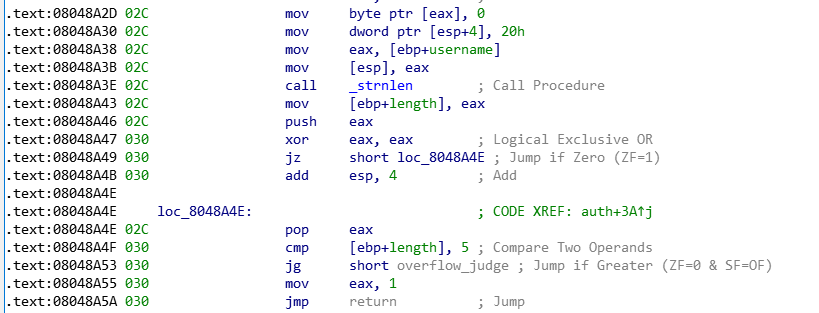 .text:08048A2D 02C mov byte ptr [eax], 0
.text:08048A30 02C mov dword ptr [esp+4], 20h
.text:08048A38 02C mov eax, [ebp+username]
.text:08048A3B 02C mov [esp], eax
.text:08048A3E 02C call _strnlen ; Call Procedure
.text:08048A43 02C mov [ebp+length], eax
.text:08048A46 02C push eax
.text:08048A47 030 xor eax, eax ; Logical Exclusive OR
.text:08048A49 030 jz short loc_8048A4E ; Jump if Zero (ZF=1)
.text:08048A4B 030 add esp, 4 ; Add
.text:08048A4E
.text:08048A4E loc_8048A4E: ; CODE XREF: auth+3A↑j
.text:08048A4E 02C pop eax
.text:08048A4F 030 cmp [ebp+length], 5 ; Compare Two Operands
.text:08048A53 030 jg short overflow_judge ; Jump if Greater (ZF=0 & SF=OF)
.text:08048A55 030 mov eax, 1
.text:08048A5A 030 jmp return ; Jump